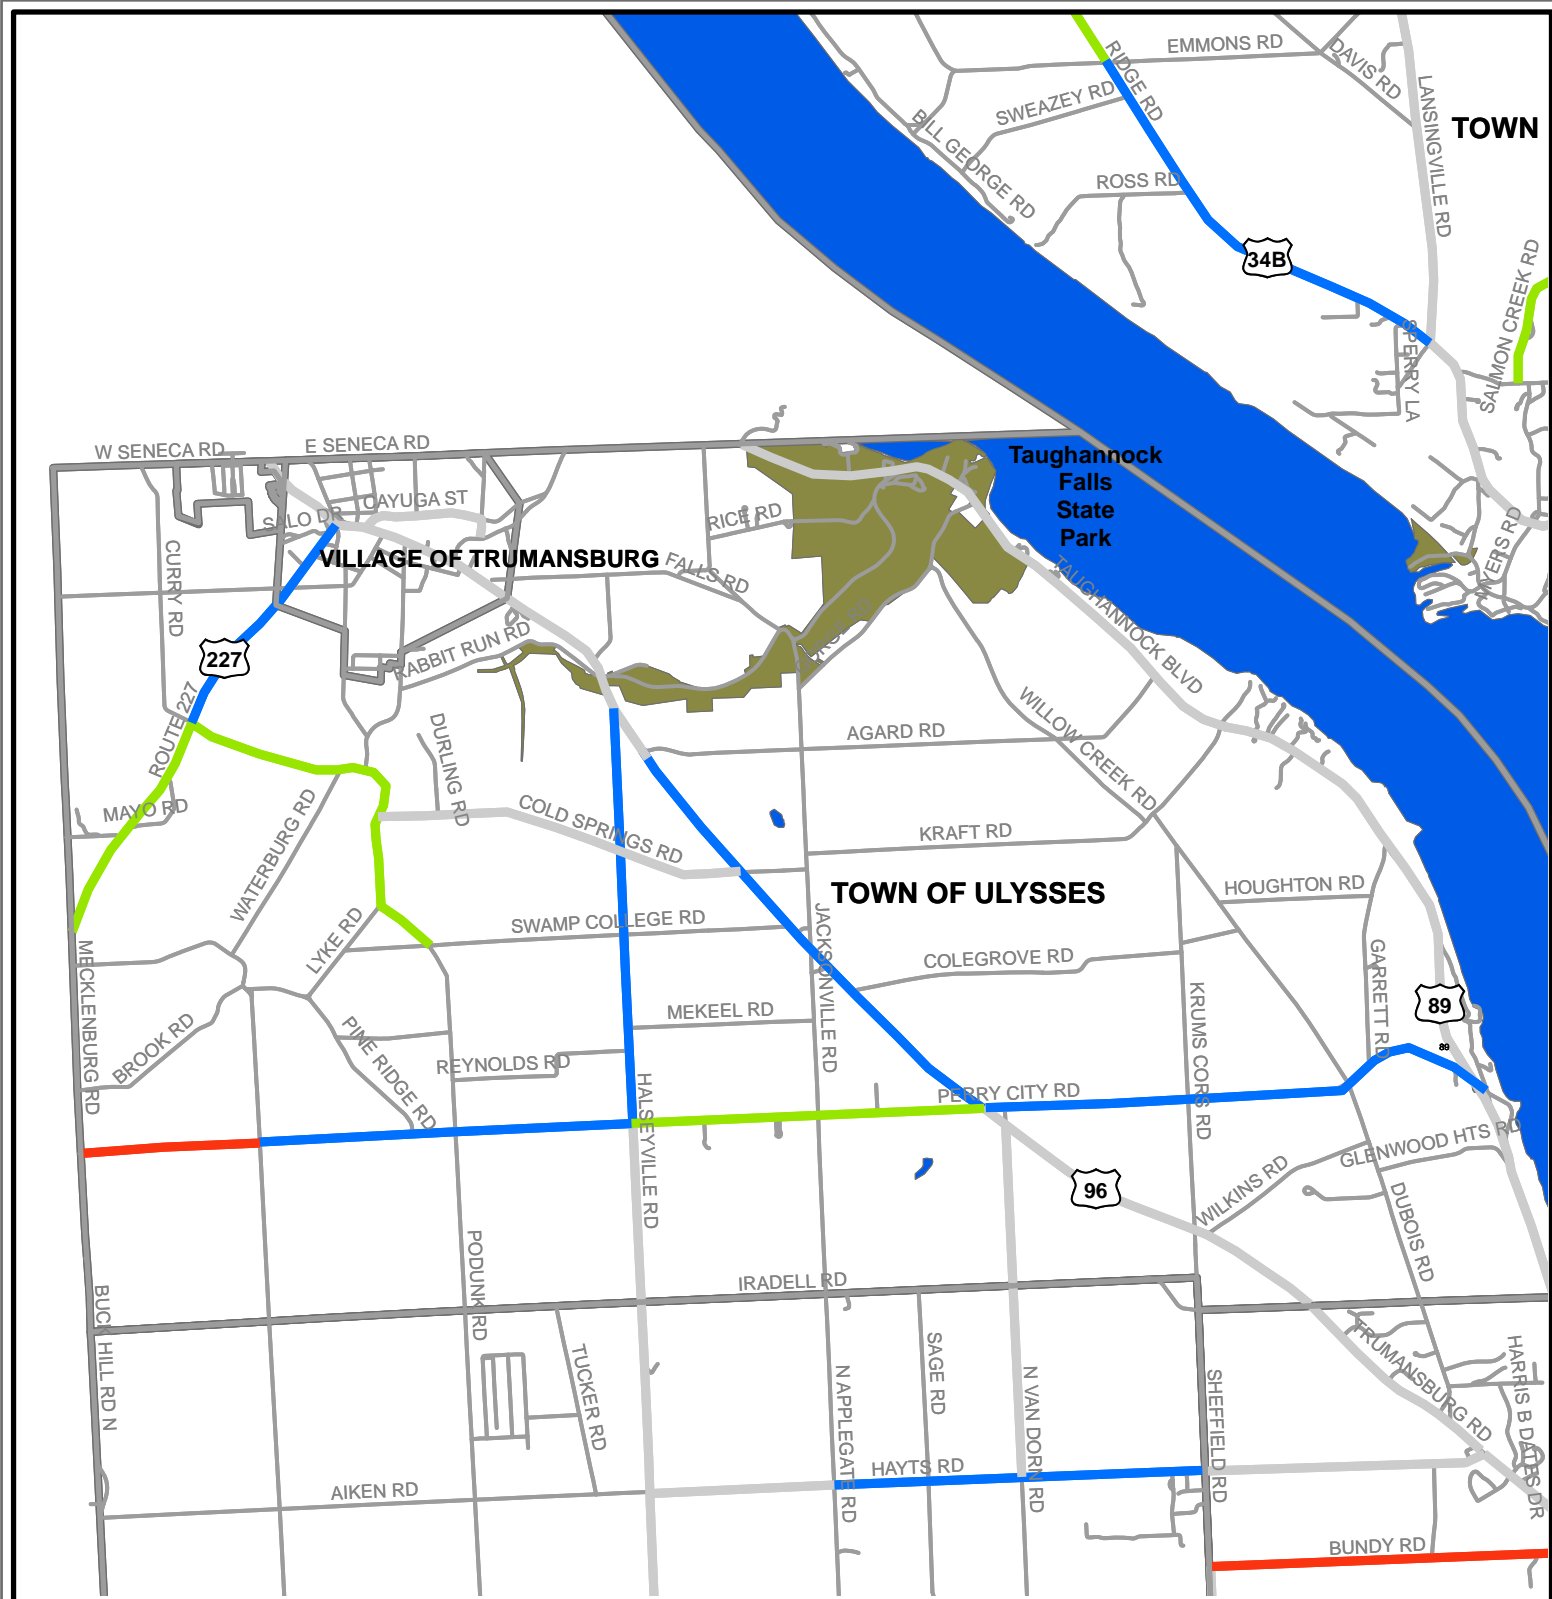 EMMONS RD
DAVIS RD
RIDGE RD
SWEAZEY RD
LANSINGVILLE RD
TOWN
BILL GEORGE RD
ROSS RD
34B
SALMON CREEK RD
SPERRY LA
W SENECA RD
E SENECA RD
Taughannock
Falls
State
Park
CAYUGA ST
SALO DR
RICE RD
MYERS RD
VILLAGE OF TRUMANSBURG
FALLS RD
CURRY RD
TAUGHANNOCK BLVD
RABBIT RUN RD
227
ROUTE 227
WILLOW CREEK RD
DURLING RD
AGARD RD
MAYO RD
COLD SPRINGS RD
KRAFT RD
WATERBURG RD
TOWN OF ULYSSES
HOUGHTON RD
SWAMP COLLEGE RD
LYKE RD
JACKSONVILLE RD
COLEGROVE RD
GARRETT RD
MECKLENBURG RD
KRUMS CORS RD
89
MEKEEL RD
BROOK RD
PINE RIDGE RD
89
REYNOLDS RD
HALSEYVILLE RD
PERRY CITY RD
GLENWOOD HTS RD
WILKINS RD
96
DUBOIS RD
PODUNK RD
IRADELL RD
BUCK HILL RD N
TUCKER RD
SAGE RD
N APPLEGATE RD
N VAN DORN RD
SHEFFIELD RD
TRUMANSBURG RD
HARRIS B DATES DR
HAYTS RD
AIKEN RD
BUNDY RD